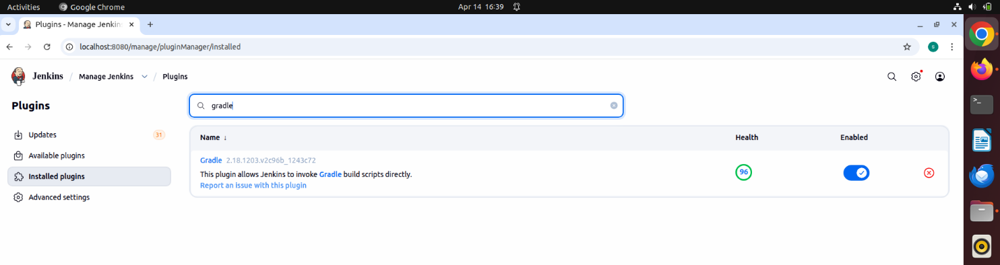 Activities Google Chrome Apr 14 16:39
Plugins - Manage Jenkins
localhost:8080/manage/pluginManager/installed
Jenkins / Manage Jenkins / Plugins
Plugins
gradle
Updates 31
Available plugins
Installed plugins
Advanced settings
Name ↓ Health Enabled
Gradle 2.18.1203.v2c96b_1243c72
This plugin allows Jenkins to invoke Gradle build scripts directly.
Report an issue with this plugin
96
S
>_